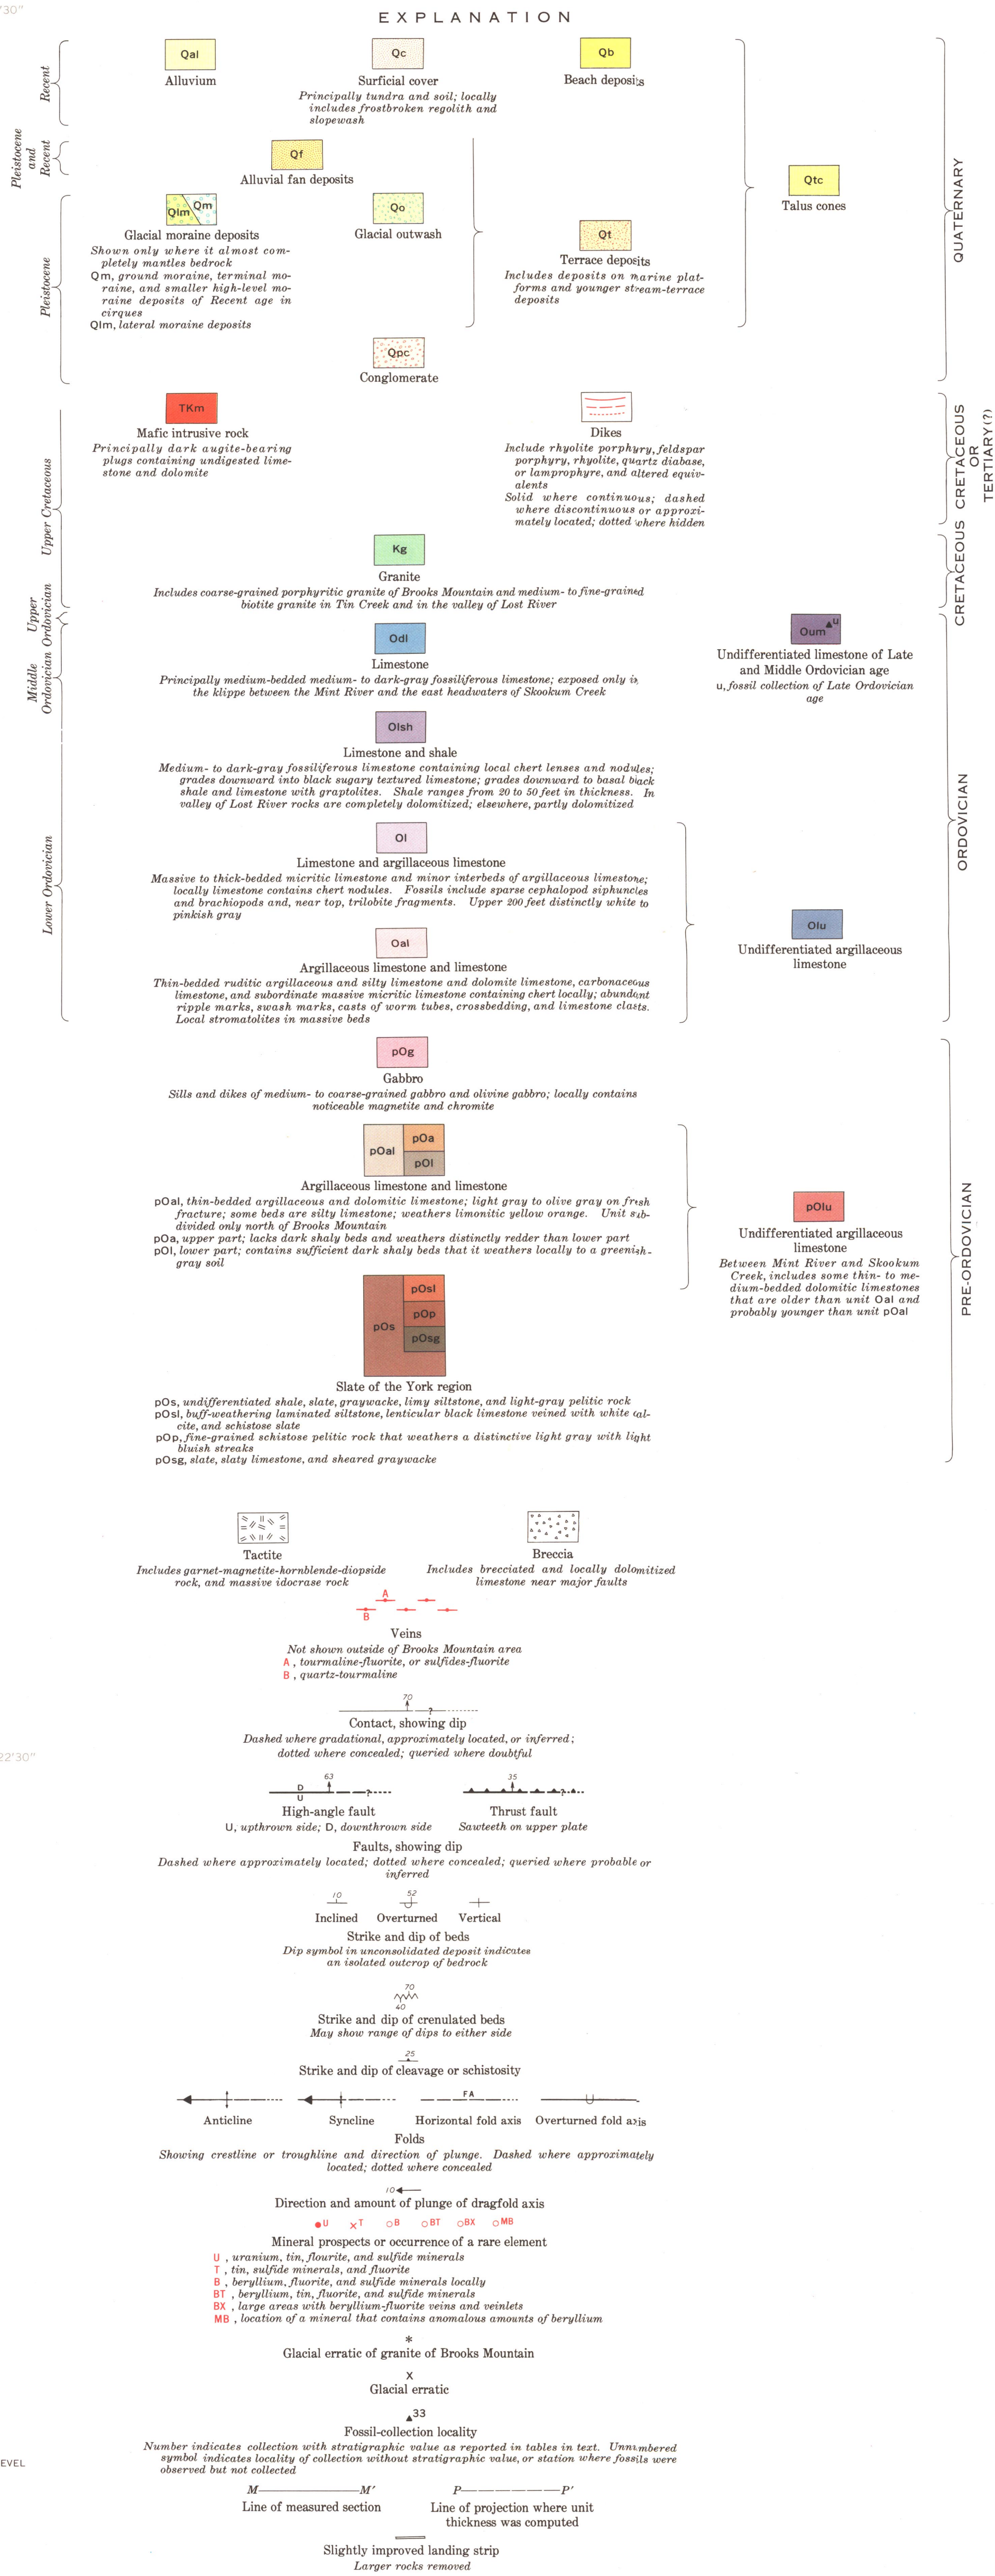 '30"
EXPLANATION
Recent
Qal
Alluvium
Qc
Surficial cover
Principally tundra and soil; locally
includes frostbroken regolith and
slopewash
Qb
Beach deposits
Pleistocene
and
Recent
Qf
Alluvial fan deposits
Qtc
Talus cones
QUATERNARY
Pleistocene
Qlm
Qm
Glacial moraine deposits
Shown only where it almost com-
pletely mantles bedrock
Qm, ground moraine, terminal mo-
raine, and smaller high-level mo-
raine deposits of Recent age in
cirques
Qlm, lateral moraine deposits
Qo
Glacial outwash
Qt
Terrace deposits
Includes deposits on marine plat-
forms and younger stream-terrace
deposits
Qpc
Conglomerate
Upper Cretaceous
TKm
Mafic intrusive rock
Principally dark augite-bearing
plugs containing undigested lime-
stone and dolomite
Dikes
Include rhyolite porphyry, feldspar
porphyry, rhyolite, quartz diabase,
or lamprophyre, and altered equiv-
alents
Solid where continuous; dashed
where discontinuous or approxi-
mately located; dotted where hidden
CRETACEOUS
OR
TERTIARY(?)
Kg
Granite
Includes coarse-grained porphyritic granite of Brooks Mountain and medium- to fine-grained
biotite granite in Tin Creek and in the valley of Lost River
CRETACEOUS
Upper
Ordovician
Middle
Ordovician
Odl
Limestone
Principally medium-bedded medium- to dark-gray fossiliferous limestone; exposed only in
the klippe between the Mint River and the east headwaters of Skookum Creek
Oum
u
Undifferentiated limestone of Late
and Middle Ordovician age
u, fossil collection of Late Ordovician
age
Olsh
Limestone and shale
Medium- to dark-gray fossiliferous limestone containing local chert lenses and nodules;
grades downward into black sugary textured limestone; grades downward to basal black
shale and limestone with graptolites. Shale ranges from 20 to 50 feet in thickness. In
valley of Lost River rocks are completely dolomitized; elsewhere, partly dolomitized
ORDOVICIAN
Lower Ordovician
Ol
Limestone and argillaceous limestone
Massive to thick-bedded micritic limestone and minor interbeds of argillaceous limestone;
locally limestone contains chert nodules. Fossils include sparse cephalopod siphuncles
and brachiopods and, near top, trilobite fragments. Upper 200 feet distinctly white to
pinkish gray
Oal
Argillaceous limestone and limestone
Thin-bedded ruditic argillaceous and silty limestone and dolomite limestone, carbonaceous
limestone, and subordinate massive micritic limestone containing chert locally; abundant
ripple marks, swash marks, casts of worm tubes, crossbedding, and limestone clasts.
Local stromatolites in massive beds
Olu
Undifferentiated argillaceous
limestone
pOg
Gabbro
Sills and dikes of medium- to coarse-grained gabbro and olivine gabbro; locally contains
noticeable magnetite and chromite
pOal
pOa
pOl
Argillaceous limestone and limestone
pOal, thin-bedded argillaceous and dolomitic limestone; light gray to olive gray on fresh
fracture; some beds are silty limestone; weathers limonitic yellow orange. Unit sub-
divided only north of Brooks Mountain
pOa, upper part; lacks dark shaly beds and weathers distinctly redder than lower part
pOl, lower part; contains sufficient dark shaly beds that it weathers locally to a greenish-
gray soil
pOlu
Undifferentiated argillaceous
limestone
Between Mint River and Skookum
Creek, includes some thin- to me-
dium-bedded dolomitic limestones
that are older than unit Oal and
probably younger than unit pOal
PRE-ORDOVICIAN
pOs
pOsl
pOp
pOsg
Slate of the York region
pOs, undifferentiated shale, slate, graywacke, limy siltstone, and light-gray pelitic rock
pOsl, buff-weathering laminated siltstone, lenticular black limestone veined with white cal-
cite, and schistose slate
pOp, fine-grained schistose pelitic rock that weathers a distinctive light gray with light
bluish streaks
pOsg, slate, slaty limestone, and sheared graywacke
Tactite
Includes garnet-magnetite-hornblende-diopside
rock, and massive idocrase rock
Breccia
Includes brecciated and locally dolomitized
limestone near major faults
A
B
Veins
Not shown outside of Brooks Mountain area
A, tourmaline-fluorite, or sulfides-fluorite
B, quartz-tourmaline
70
?
Contact, showing dip
Dashed where gradational, approximately located, or inferred;
dotted where concealed; queried where doubtful
22'30"
D
U
63
?
High-angle fault
U, upthrown side; D, downthrown side
35
?
Thrust fault
Sawteeth on upper plate
Faults, showing dip
Dashed where approximately located; dotted where concealed; queried where probable or
inferred
10
Inclined
52
Overturned
Vertical
Strike and dip of beds
Dip symbol in unconsolidated deposit indicates
an isolated outcrop of bedrock
70
40
Strike and dip of crenulated beds
May show range of dips to either side
25
Strike and dip of cleavage or schistosity
FA
Anticline
Syncline
Horizontal fold axis
Overturned fold axis
Folds
Showing crestline or troughline and direction of plunge. Dashed where approximately
located; dotted where concealed
10
Direction and amount of plunge of dragfold axis
U
T
B
BT
BX
MB
Mineral prospects or occurrence of a rare element
U, uranium, tin, flourite, and sulfide minerals
T, tin, sulfide minerals, and fluorite
B, beryllium, fluorite, and sulfide minerals locally
BT, beryllium, tin, fluorite, and sulfide minerals
BX, large areas with beryllium-fluorite veins and veinlets
MB, location of a mineral that contains anomalous amounts of beryllium
*
Glacial erratic of granite of Brooks Mountain
x
Glacial erratic
33
Fossil-collection locality
Number indicates collection with stratigraphic value as reported in tables in text. Unnumbered
symbol indicates locality of collection without stratigraphic value, or station where fossils were
observed but not collected
EVEL
M M'
Line of measured section
P P'
Line of projection where unit
thickness was computed
Slightly improved landing strip
Larger rocks removed